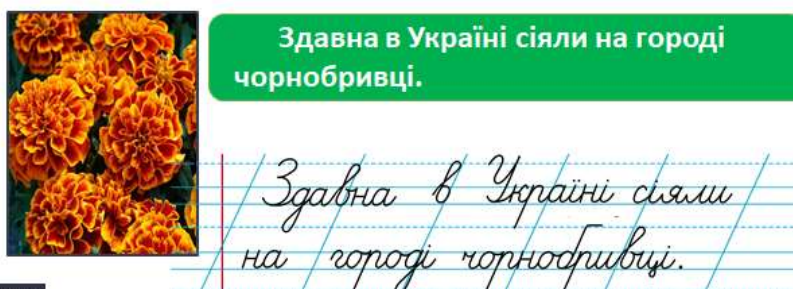 Здавна в Україні сіяли на городі
чорнобривці.
Здавна в Україні сіяли
на городі чорнобривці.